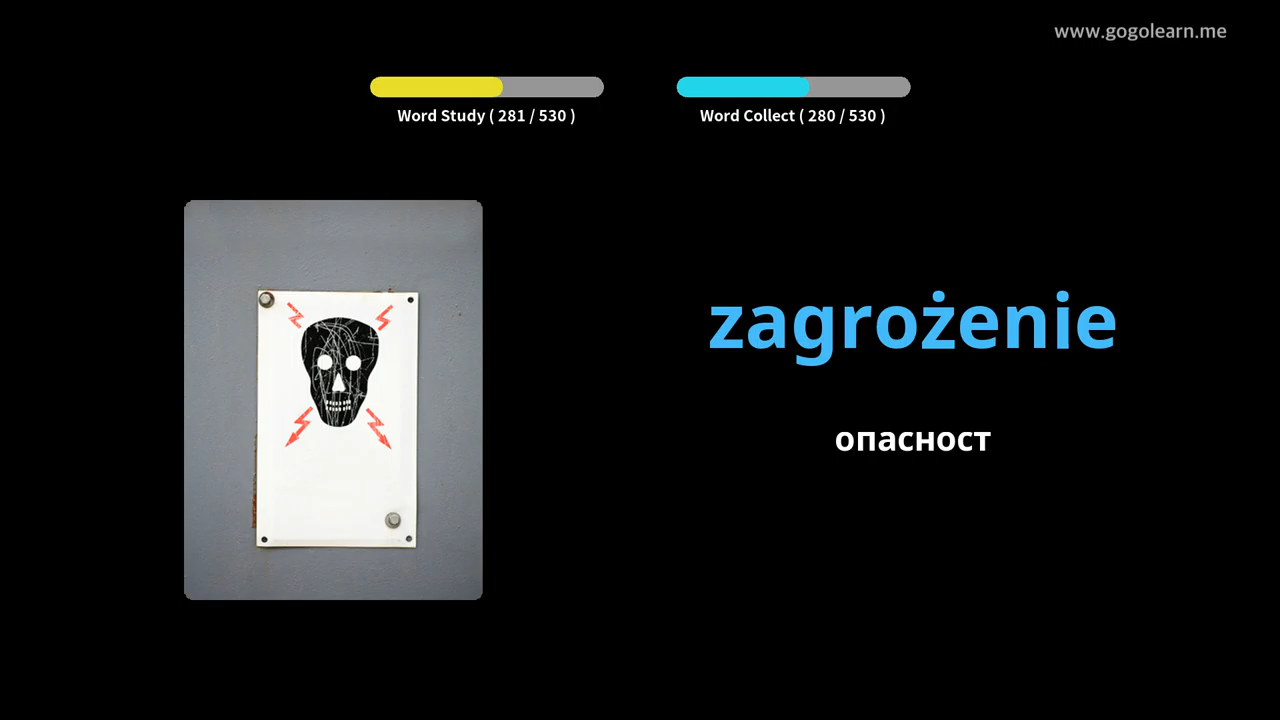 www.gogolearn.me
Word Study ( 281 / 530 )
Word Collect ( 280 / 530 )
zagrożenie
опасност